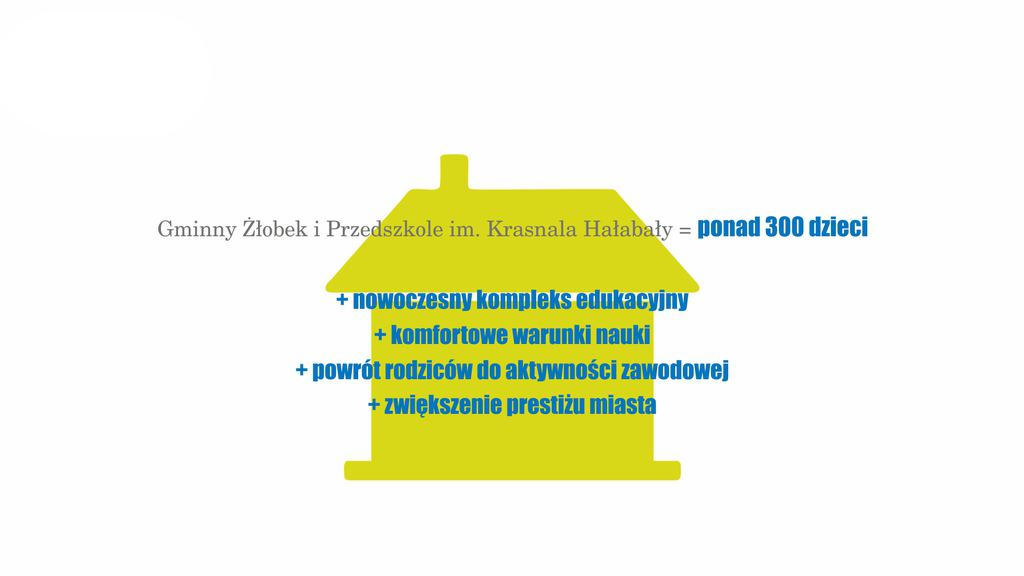 Gminny Żłobek i Przedszkole im. Krasnala Hałabały = ponad 300 dzieci
+ nowoczesny kompleks edukacyjny
+ komfortowe warunki nauki
+ powrót rodziców do aktywności zawodowej
+ zwiększenie prestiżu miasta